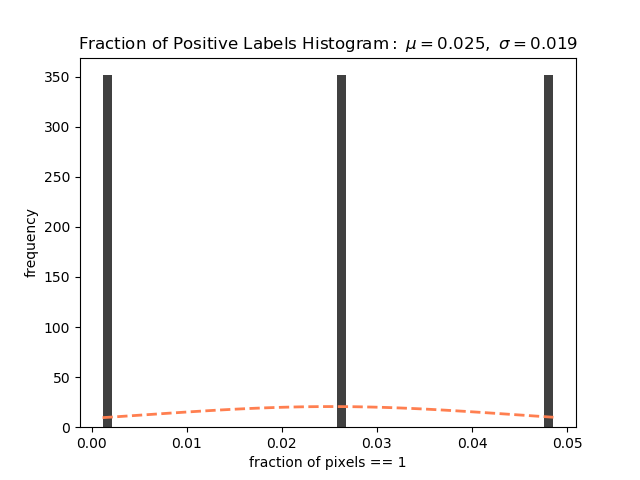 Fraction of Positive Labels Histogram: μ = 0.025, σ = 0.019
350
300
250
200
150
100
50
0
frequency
0.00 0.01 0.02 0.03 0.04 0.05
fraction of pixels == 1